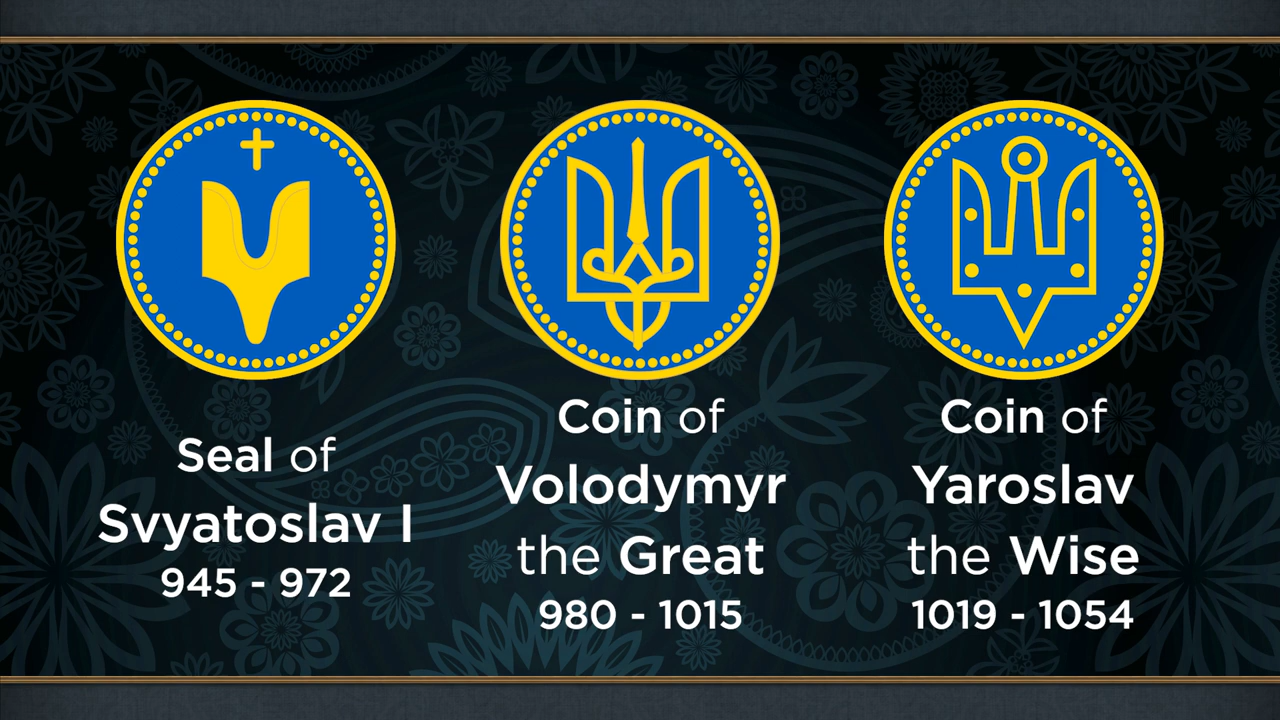 Seal of
Svyatoslav I
945 - 972
Coin of
Volodymyr
the Great
980 - 1015
Coin of
Yaroslav
the Wise
1019 - 1054